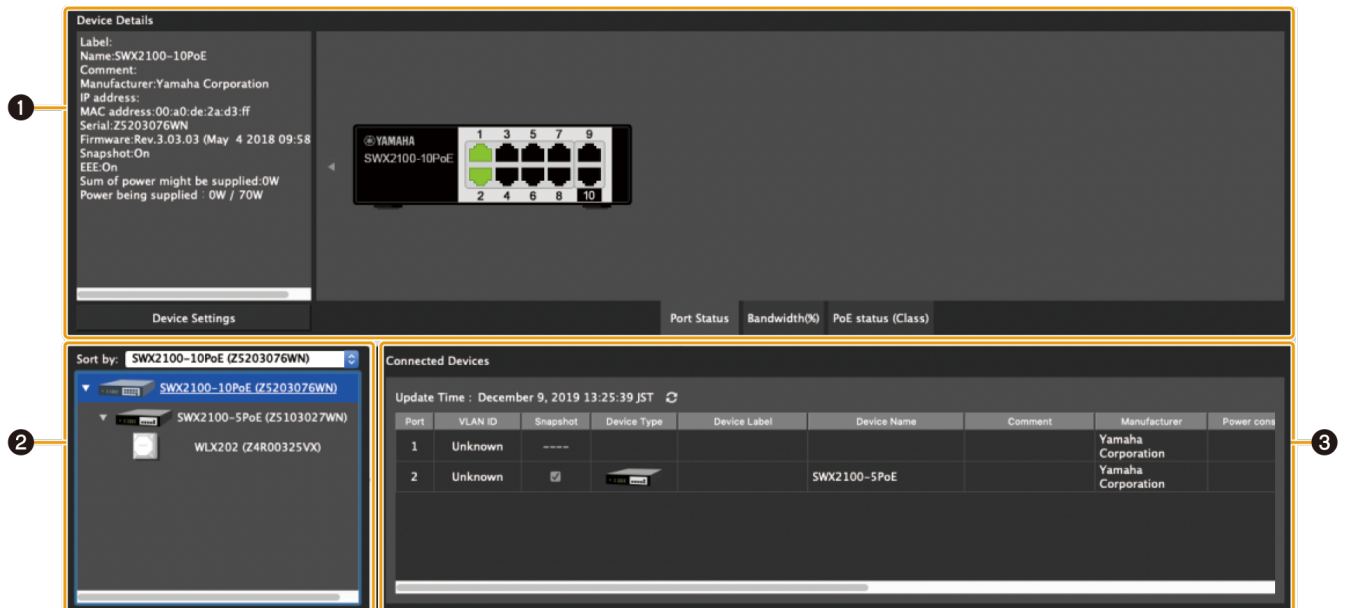 Device Details
Label:
Name:SWX2100-10PoE
Comment:
Manufacturer:Yamaha Corporation
IP address:
MAC address:00:a0:de:2a:d3:ff
Serial:Z5203076WN
Firmware:Rev.3.03.03 (May 4 2018 09:58
Snapshot:On
EEE:On
Sum of power might be supplied:0W
Power being supplied : 0W / 70W
Device Settings
1
YAMAHA
SWX2100-10PoE
1 3 5 7 9
2 4 6 8 10
Port Status Bandwidth(%) PoE status (Class)
Sort by: SWX2100-10PoE (Z5203076WN)
SWX2100-10PoE (Z5203076WN)
SWX2100-5PoE (Z5103027WN)
WLX202 (Z4R00325VX)
2
Connected Devices
Update Time : December 9, 2019 13:25:39 JST
Port VLAN ID Snapshot Device Type Device Label Device Name Comment Manufacturer Power cons
1 Unknown ---- Yamaha
Corporation
2 Unknown SWX2100-5PoE Yamaha
Corporation
3